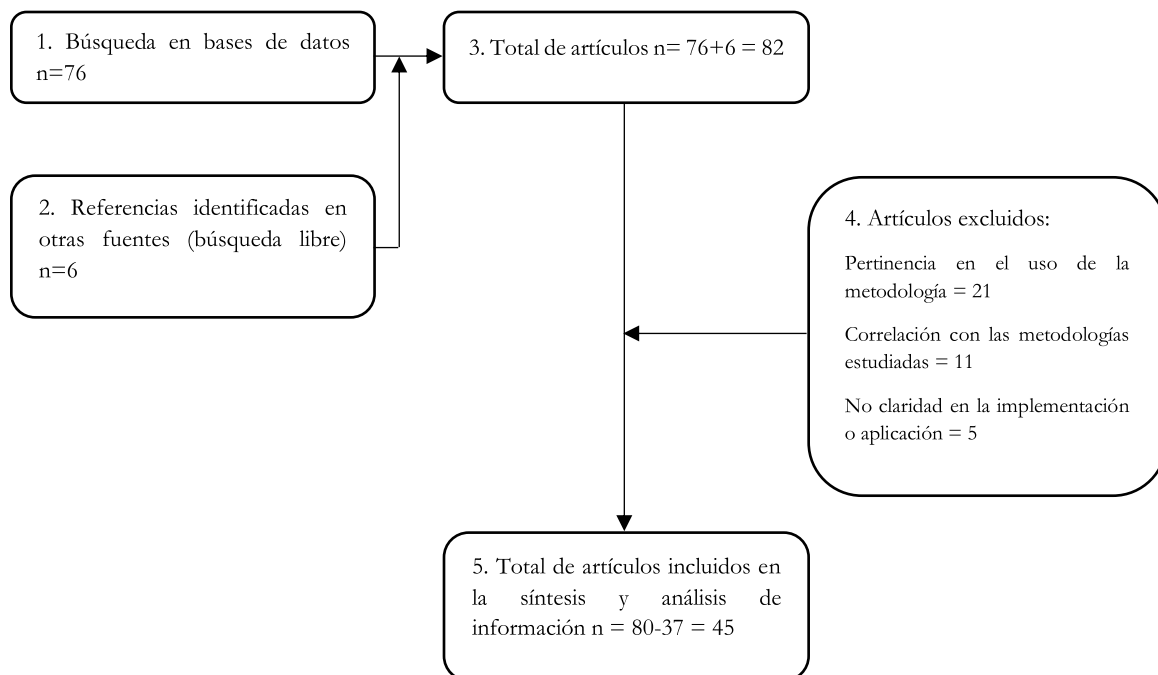 1. Búsqueda en bases de datos
n=76
2. Referencias identificadas en
otras fuentes (búsqueda libre)
n=6
3. Total de artículos n= 76+6 = 82
4. Artículos excluidos:
Pertinencia en el uso de la
metodología = 21
Correlación con las metodologías
estudiadas = 11
No claridad en la implementación
o aplicación = 5
5. Total de artículos incluidos en
la síntesis y análisis de
información n = 80-37 = 45